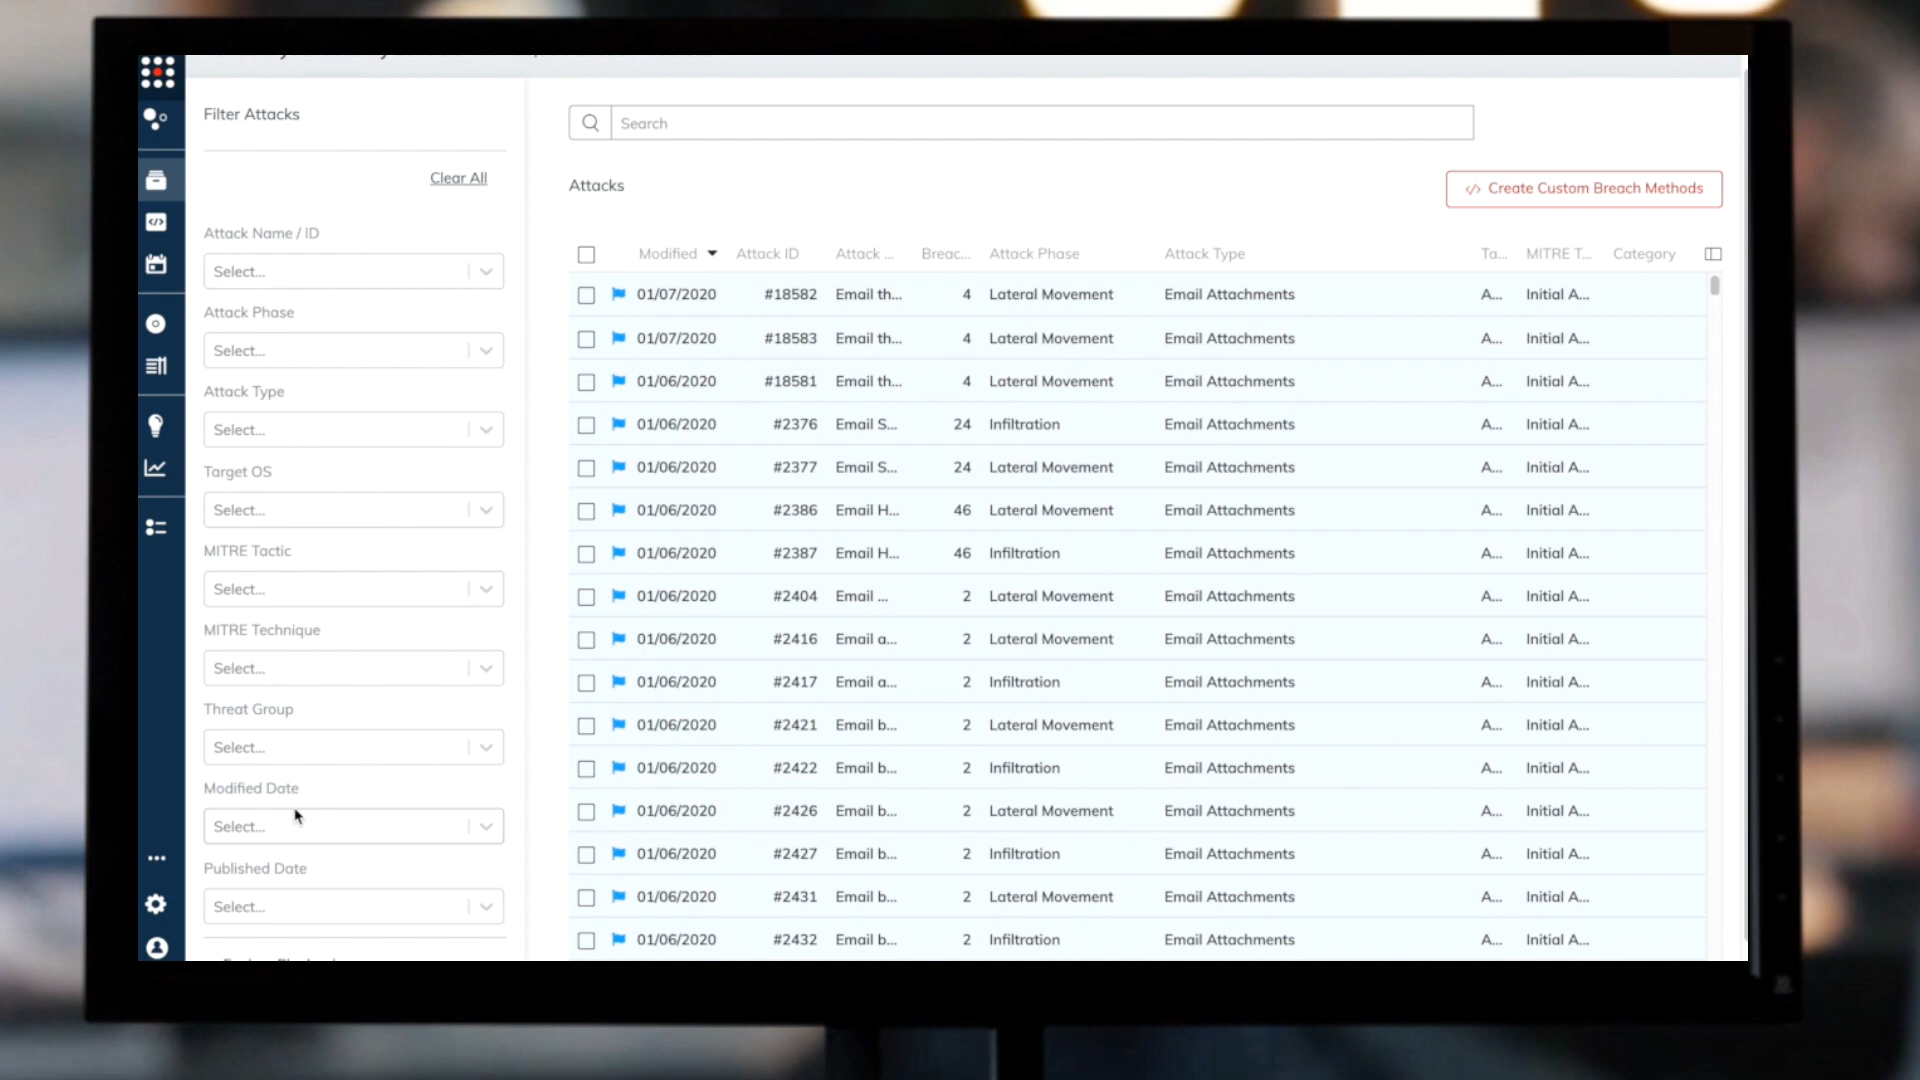 Filter Attacks
Search
Clear All
Attacks
Create Custom Breach Methods
Attack Name / ID
Select...
Attack Phase
Select...
Attack Type
Select...
Target OS
Select...
MITRE Tactic
Select...
MITRE Technique
Select...
Threat Group
Select...
Modified Date
Select...
Published Date
Select...
Modified Attack ID Attack ... Breac... Attack Phase Attack Type Ta... MITRE T... Category
01/07/2020 #18582 Email th... 4 Lateral Movement Email Attachments A... Initial A...
01/07/2020 #18583 Email th... 4 Lateral Movement Email Attachments A... Initial A...
01/06/2020 #18581 Email th... 4 Lateral Movement Email Attachments A... Initial A...
01/06/2020 #2376 Email S... 24 Infiltration Email Attachments A... Initial A...
01/06/2020 #2377 Email S... 24 Lateral Movement Email Attachments A... Initial A...
01/06/2020 #2386 Email H... 46 Lateral Movement Email Attachments A... Initial A...
01/06/2020 #2387 Email H... 46 Infiltration Email Attachments A... Initial A...
01/06/2020 #2404 Email ... 2 Lateral Movement Email Attachments A... Initial A...
01/06/2020 #2416 Email a... 2 Lateral Movement Email Attachments A... Initial A...
01/06/2020 #2417 Email a... 2 Infiltration Email Attachments A... Initial A...
01/06/2020 #2421 Email b... 2 Lateral Movement Email Attachments A... Initial A...
01/06/2020 #2422 Email b... 2 Infiltration Email Attachments A... Initial A...
01/06/2020 #2426 Email b... 2 Lateral Movement Email Attachments A... Initial A...
01/06/2020 #2427 Email b... 2 Infiltration Email Attachments A... Initial A...
01/06/2020 #2431 Email b... 2 Lateral Movement Email Attachments A... Initial A...
01/06/2020 #2432 Email b... 2 Infiltration Email Attachments A... Initial A...